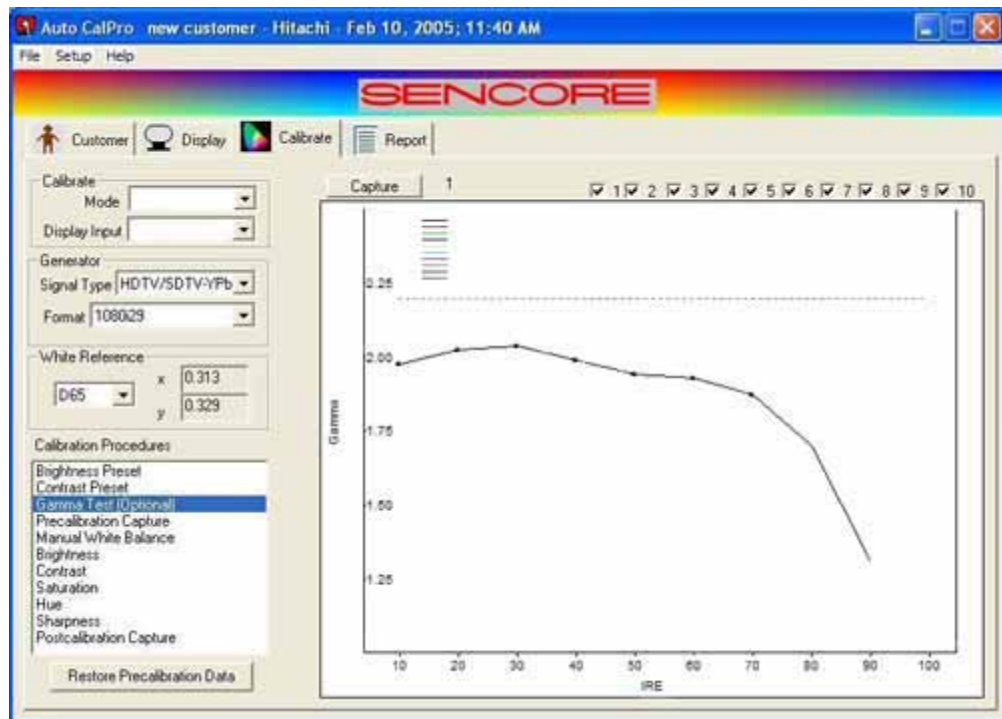 Auto CalPro new customer - Hitachi - Feb 10, 2005; 11:40 AM
File Setup Help
SENCORE
Customer Display Calibrate Report
Calibrate
Mode
Display Input
Generator
Signal Type HDTV/SDTV-YPb
Format 1080i29
White Reference
D65
x 0.313
y 0.329
Calibration Procedures
Brightness Preset
Contrast Preset
Gamma Test (Optional)
Precalibration Capture
Manual White Balance
Brightness
Contrast
Saturation
Hue
Sharpness
Postcalibration Capture
Restore Precalibration Data
Capture 1
1 2 3 4 5 6 7 8 9 10
0.25
2.00
1.75
1.50
1.25
Gamma
10 20 30 40 50 60 70 80 90 100
IRE